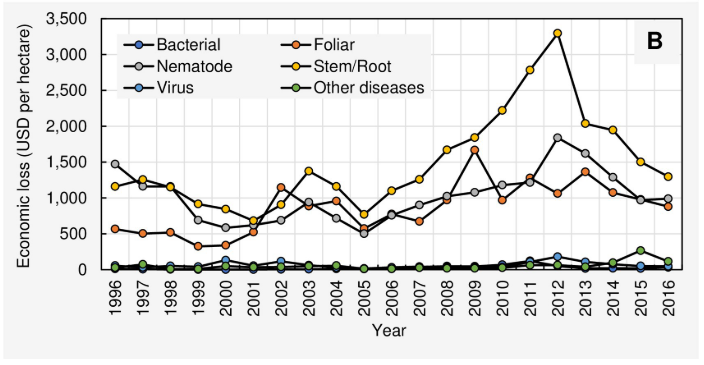 B
Bacterial
Foliar
Nematode
Stem/Root
Virus
Other diseases
Economic loss (USD per hectare)
3,500
3,000
2,500
2,000
1,500
1,000
500
0
1996 1997 1998 1999 2000 2001 2002 2003 2004 2005 2006 2007 2008 2009 2010 2011 2012 2013 2014 2015 2016
Year